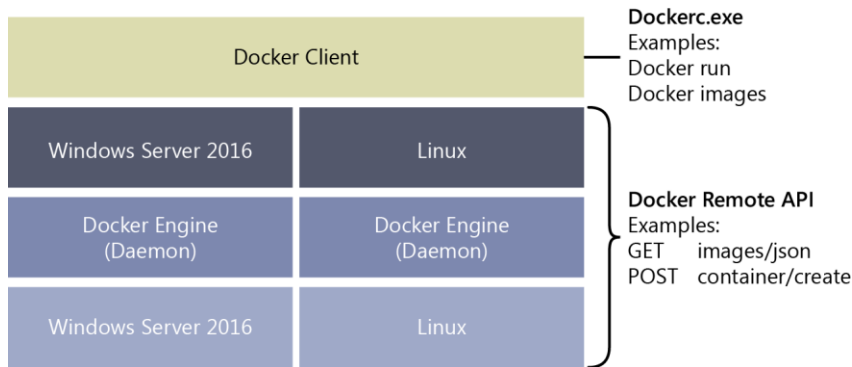 Docker Client
Windows Server 2016
Linux
Docker Engine
(Daemon)
Docker Engine
(Daemon)
Windows Server 2016
Linux
Dockerc.exe
Examples:
Docker run
Docker images
Docker Remote API
Examples:
GET images/json
POST container/create